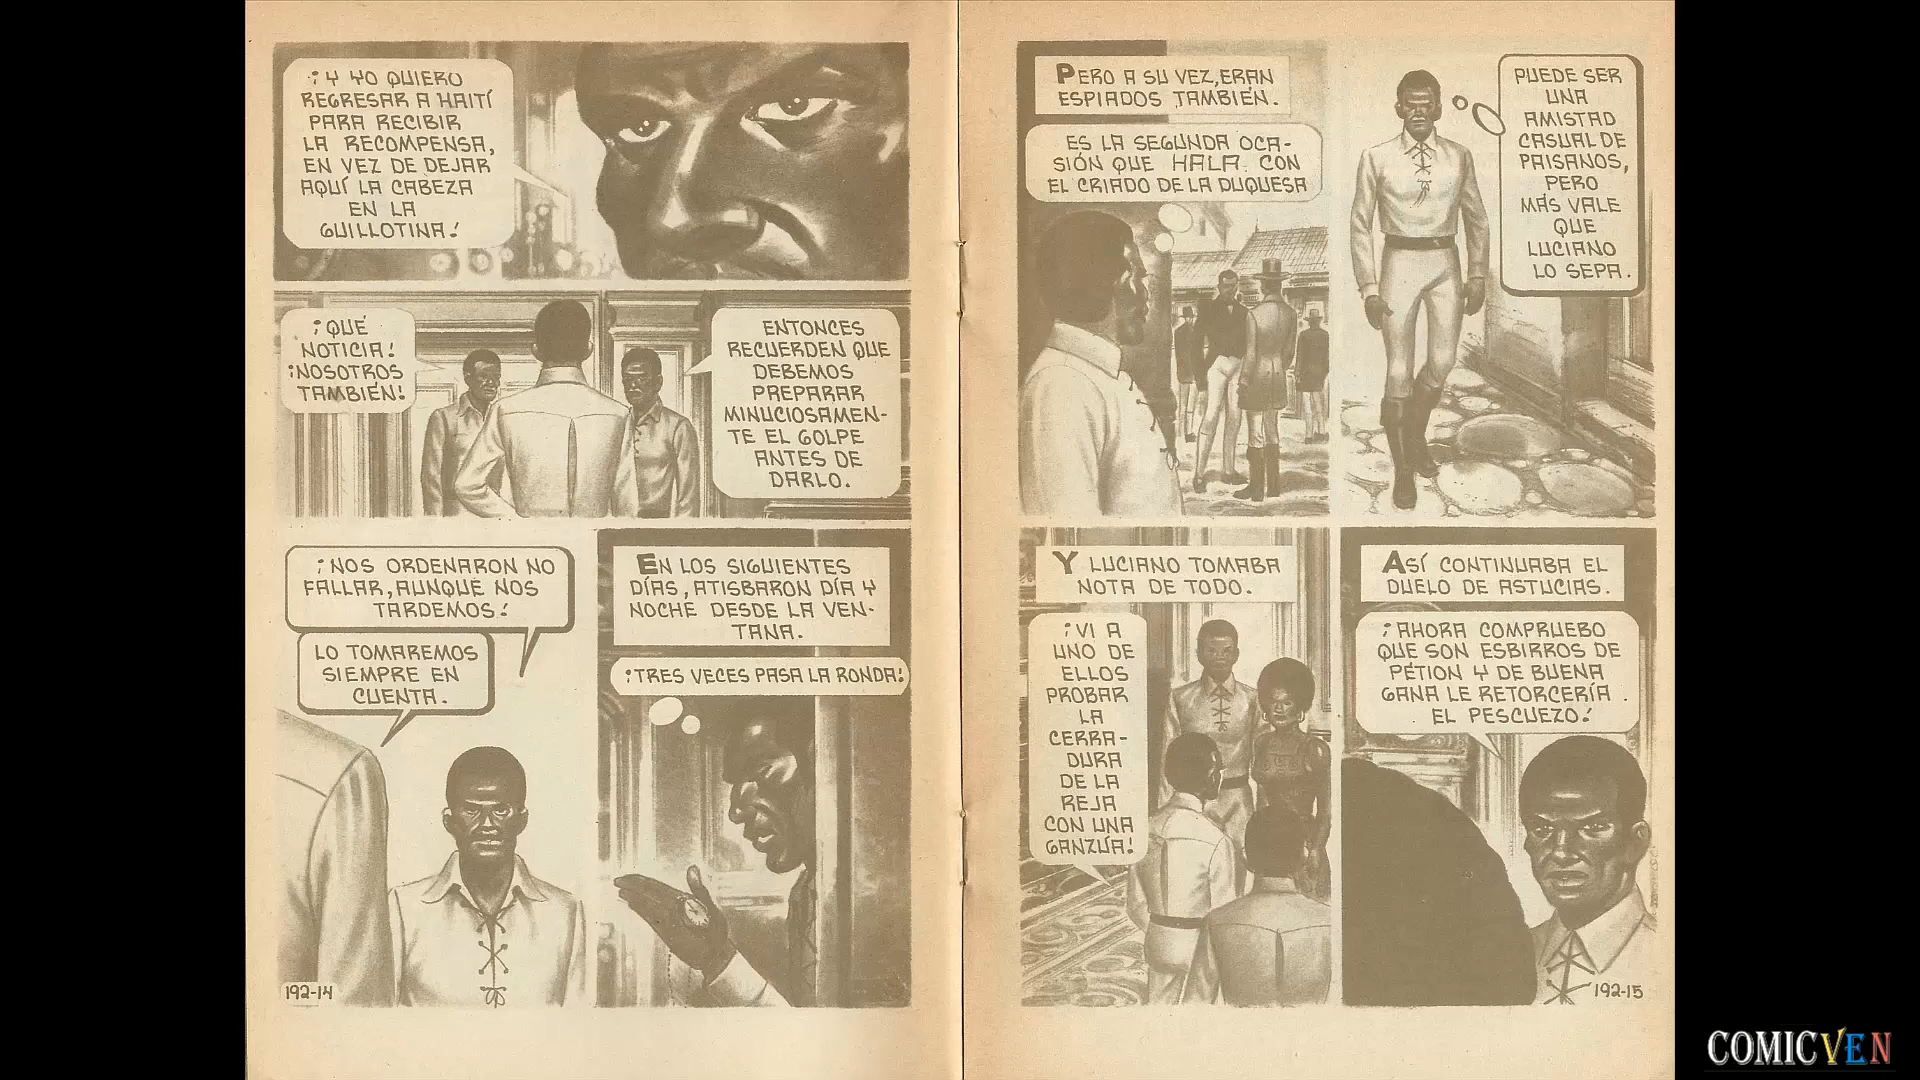 ¡Y YO QUIERO
REGRESAR A HAITÍ
PARA RECIBIR
LA RECOMPENSA,
EN VEZ DE DEJAR
AQUÍ LA CABEZA
EN LA
GUILLOTINA!
¡QUÉ
NOTICIA!
¡NOSOTROS
TAMBIÉN!
ENTONCES
RECUERDEN QUE
DEBEMOS
PREPARAR
MINUCIOSAMEN-
TE EL GOLPE
ANTES DE
DARLO.
¡NOS ORDENARON NO
FALLAR, AUNQUE NOS
TARDEMOS!
LO TOMAREMOS
SIEMPRE EN
CUENTA.
EN LOS SIGUIENTES
DÍAS, ATISBARON DÍA Y
NOCHE DESDE LA VEN-
TANA.
¡TRES VECES PASA LA RONDA!
192-14
PERO A SU VEZ, ERAN
ESPIADOS TAMBIÉN.
ES LA SEGUNDA OCA-
SIÓN QUE HALA. CON
EL CRIADO DE LA DUQUESA
PUEDE SER
UNA
AMISTAD
CASUAL DE
PAISANOS,
PERO
MÁS VALE
QUE
LUCIANO
LO SEPA.
Y LUCIANO TOMABA
NOTA DE TODO.
¡VI A
UNO DE
ELLOS
PROBAR
LA
CERRA-
DURA
DE LA
REJA
CON UNA
GANZÚA!
ASÍ CONTINUABA EL
DUELO DE ASTUCIAS.
¡AHORA COMPRUEBO
QUE SON ESBIRROS DE
PÉTION Y DE BUENA
GANA LE RETORCERÍA
EL PESCUEZO!
192-15
COMICVEN